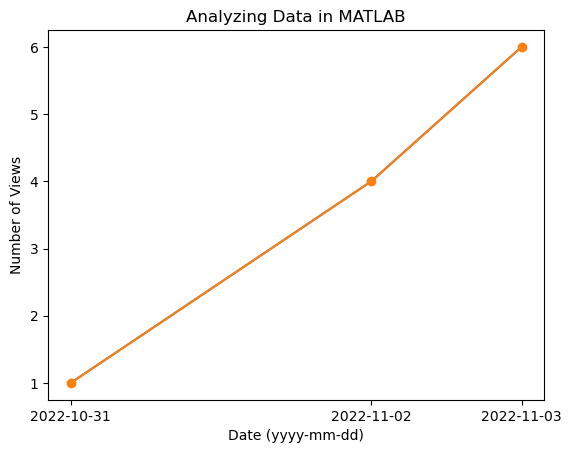 Analyzing Data in MATLAB
6
5
4
3
2
1
Number of Views
2022-10-31 2022-11-02 2022-11-03
Date (yyyy-mm-dd)